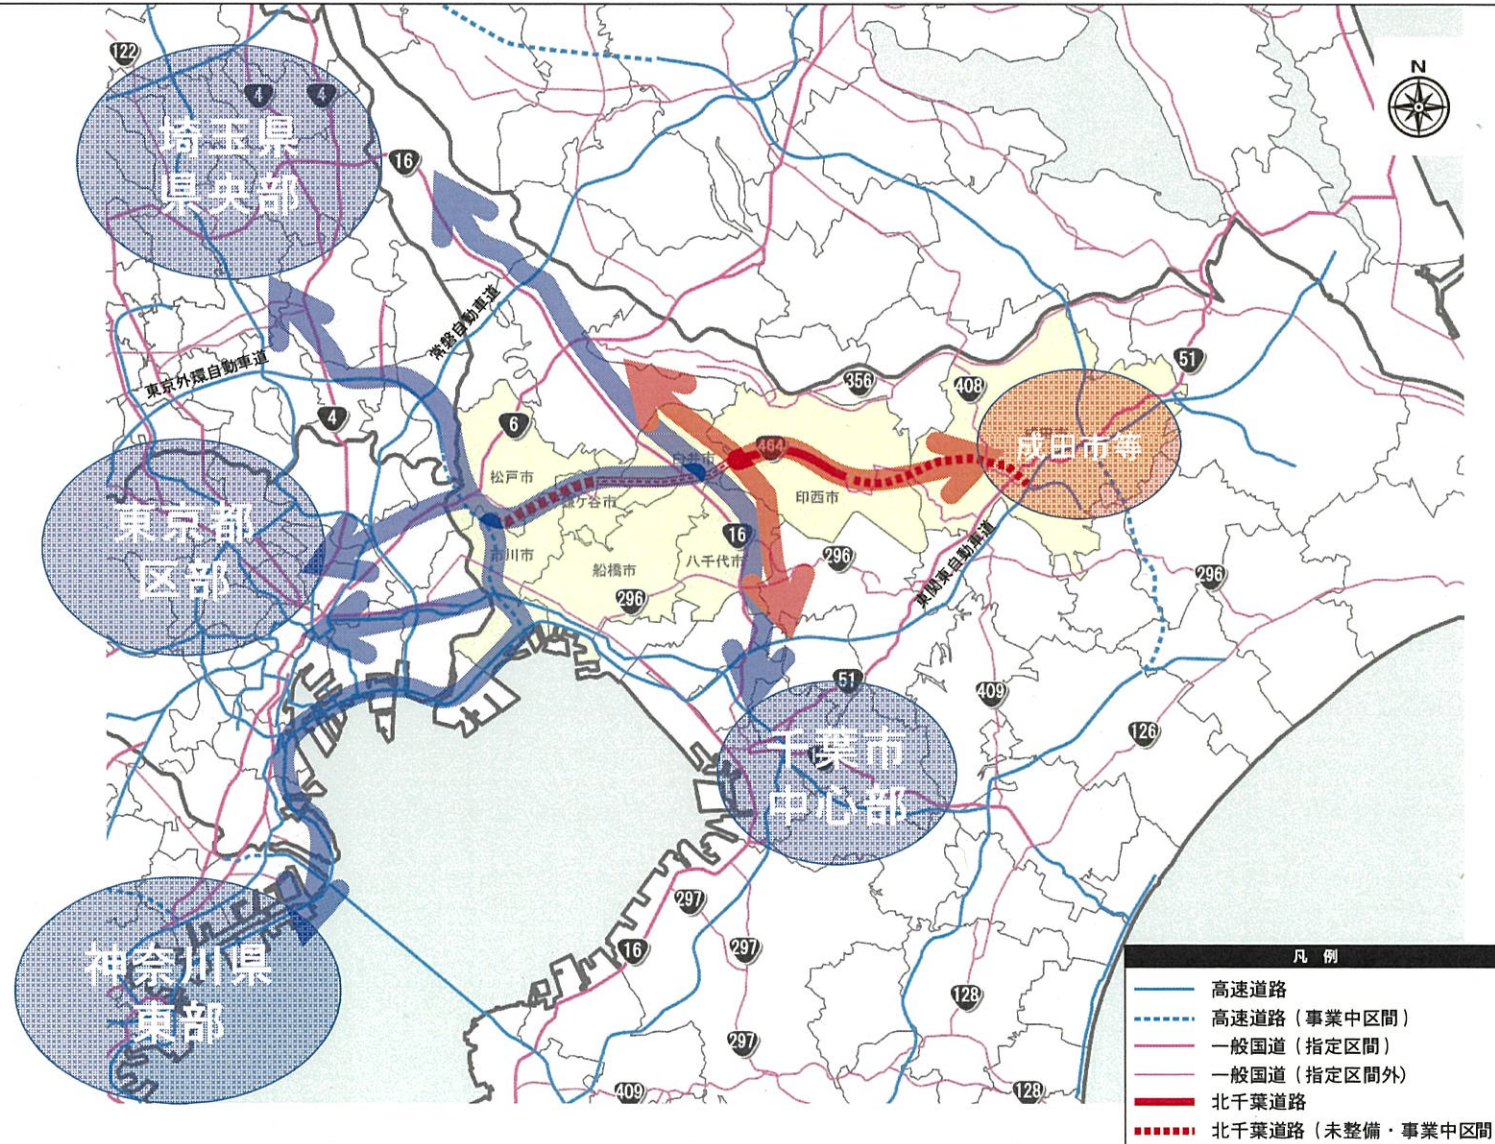 122
4
4
N
埼玉県
県央部
16
常磐自動車道
東京外環自動車道
51
356
408
4
6
464
成田市等
白井市
松戸市
印西市
東京都
区部
16
市川市
船橋市
八千代市
296
296
296
東関東自動車道
51
409
126
千葉市
中心部
297
16
297
神奈川県
東部
128
297
409
128
凡 例
高速道路
高速道路(事業中区間)
一般国道(指定区間)
一般国道(指定区間外)
北千葉道路
北千葉道路(未整備・事業中区間